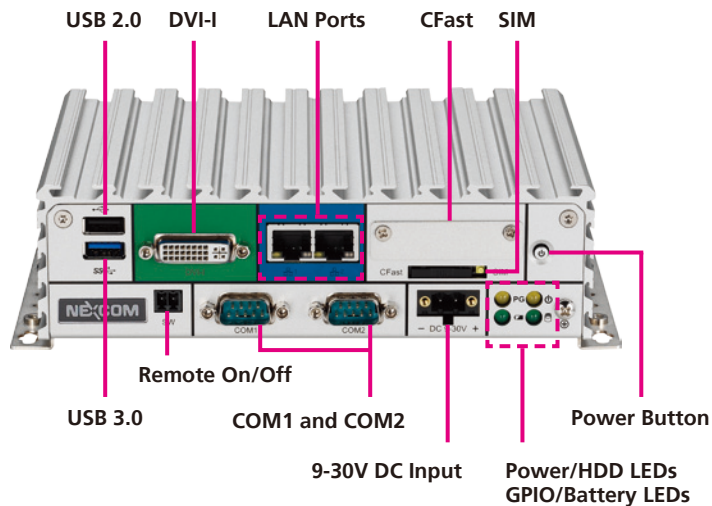 USB 2.0
DVI-I
LAN Ports
CFast
SIM
CFast
NEXCOM
SW
COM1
COM2
PG
Remote On/Off
USB 3.0
COM1 and COM2
Power Button
9-30V DC Input
Power/HDD LEDs
GPIO/Battery LEDs